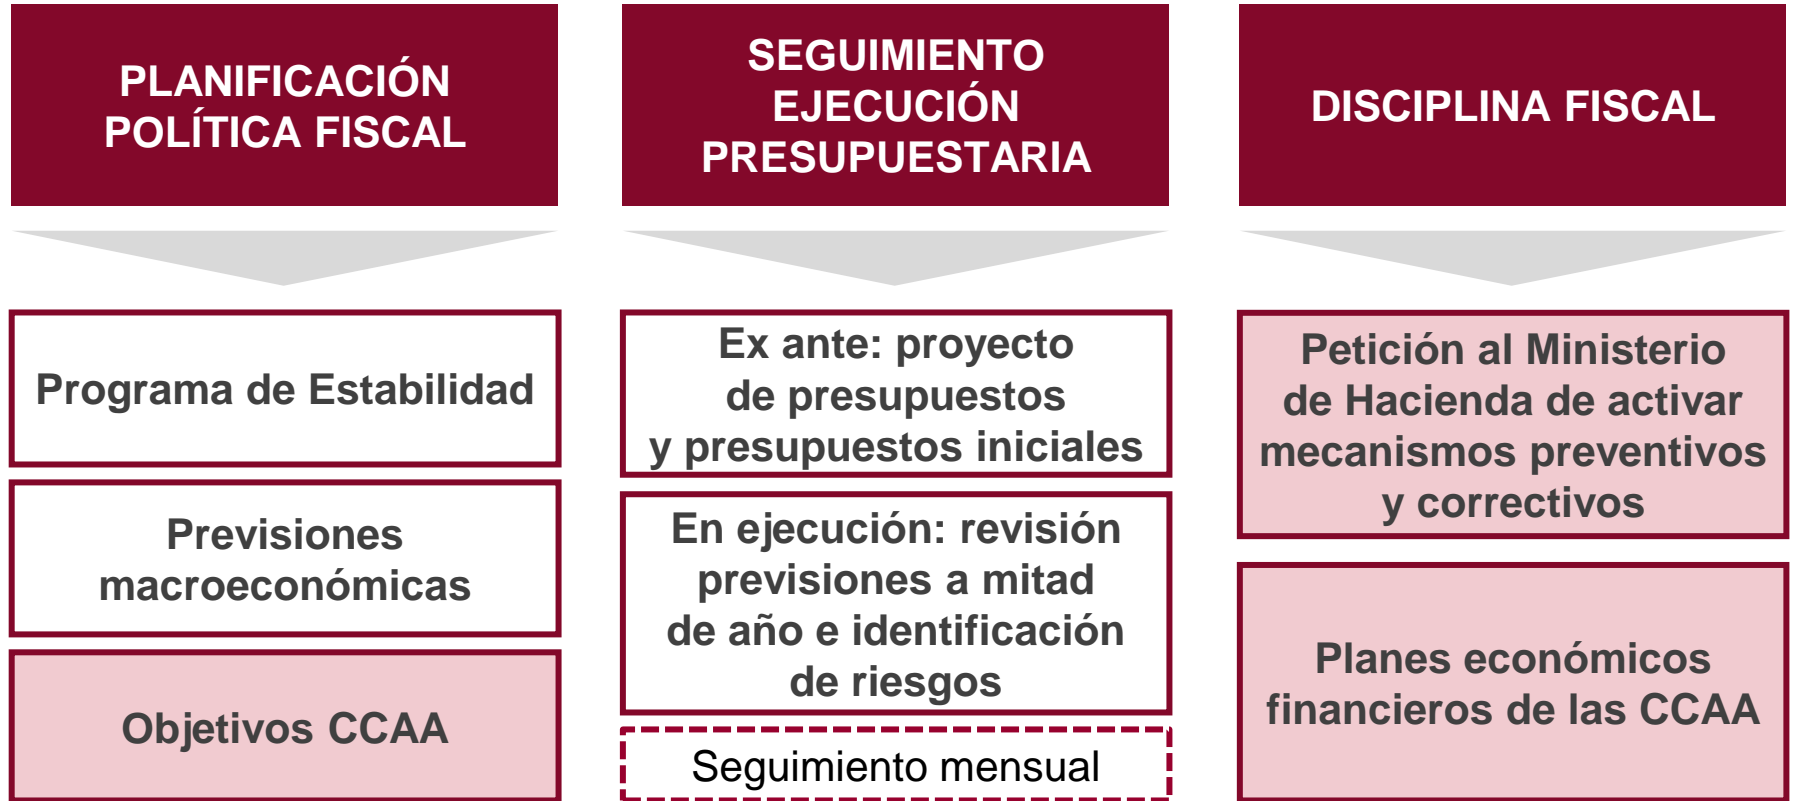 PLANIFICACIÓN
POLÍTICA FISCAL
Programa de Estabilidad
Previsiones
macroeconómicas
Objetivos CCAA
SEGUIMIENTO
EJECUCIÓN
PRESUPUESTARIA
Ex ante: proyecto
de presupuestos
y presupuestos iniciales
En ejecución: revisión
previsiones a mitad
de año e identificación
de riesgos
Seguimiento mensual
DISCIPLINA FISCAL
Petición al Ministerio
de Hacienda de activar
mecanismos preventivos
y correctivos
Planes económicos
financieros de las CCAA